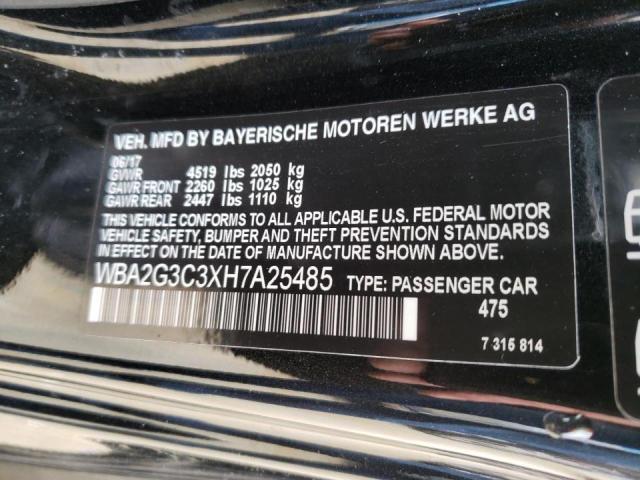 VEH. MFD BY BAYERISCHE MOTOREN WERKE AG
06/17
GVWR 4519 lbs 2050 kg
GAWR FRONT 2260 lbs 1025 kg
GAWR REAR 2447 lbs 1110 kg
THIS VEHICLE CONFORMS TO ALL APPLICABLE U.S. FEDERAL MOTOR
VEHICLE SAFETY, BUMPER AND THEFT PREVENTION STANDARDS
IN EFFECT ON THE DATE OF MANUFACTURE SHOWN ABOVE.
WBA2G3C3XH7A25485 TYPE: PASSENGER CAR
475
7 315 814